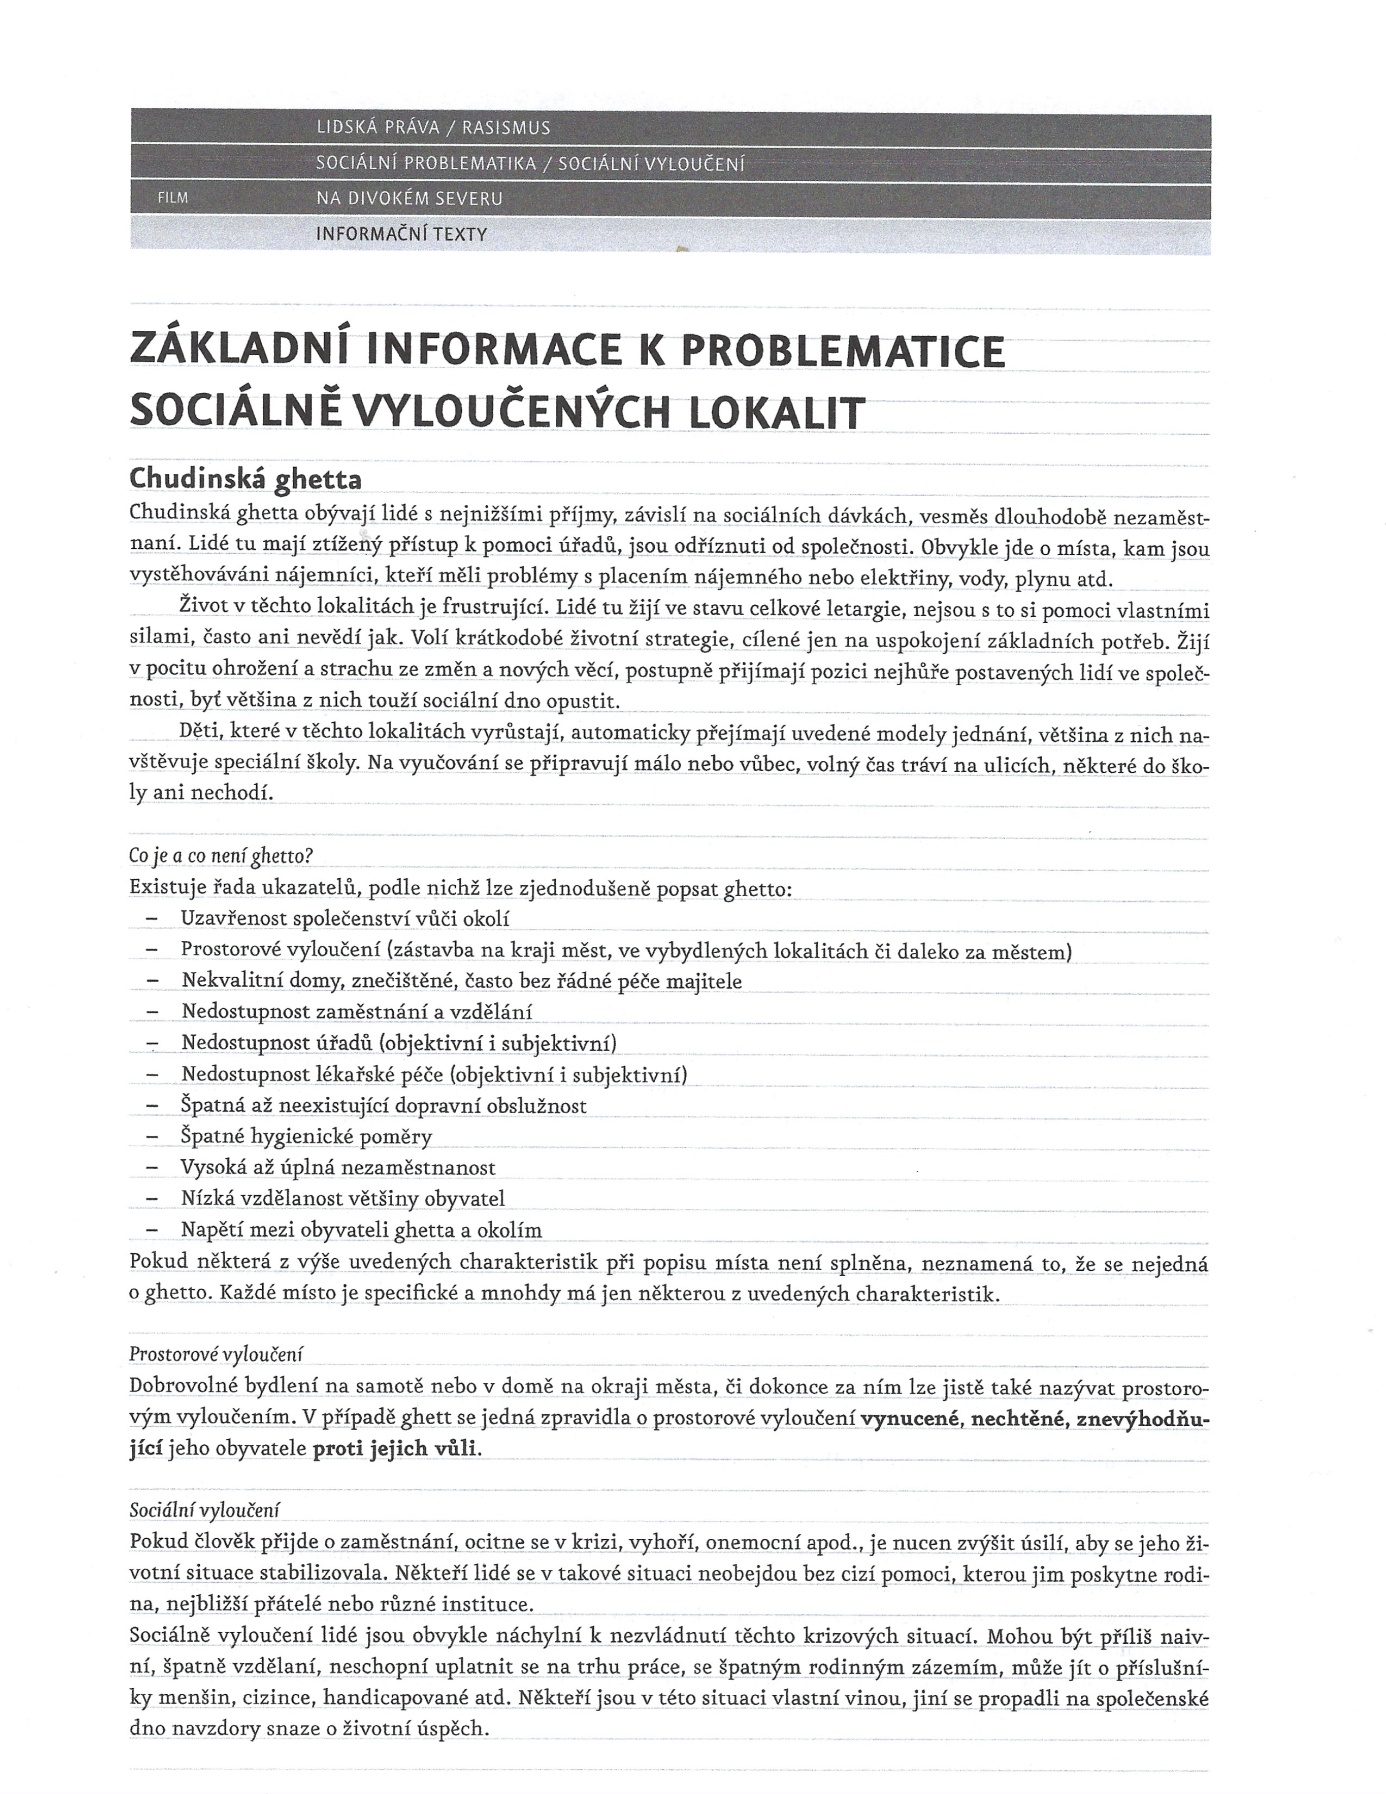 LIDSKÁ PRÁVA / RASISMUS
SOCIÁLNÍ PROBLEMATIKA / SOCIÁLNÍ VYLOUČENÍ
FILM NA DIVOKÉM SEVERU
INFORMAČNÍ TEXTY
ZÁKLADNÍ INFORMACE K PROBLEMATICE
SOCIÁLNĚ VYLOUČENÝCH LOKALIT
Chudinská ghetta
Chudinská ghetta obývají lidé s nejnižšími příjmy, závislí na sociálních dávkách, vesměs dlouhodobě nezaměst-
naní. Lidé tu mají ztížený přístup k pomoci úřadů, jsou odříznuti od společnosti. Obvykle jde o místa, kam jsou
vystěhováváni nájemníci, kteří měli problémy s placením nájemného nebo elektřiny, vody, plynu atd.
Život v těchto lokalitách je frustrující. Lidé tu žijí ve stavu celkové letargie, nejsou s to si pomoci vlastními
silami, často ani nevědí jak. Volí krátkodobé životní strategie, cílené jen na uspokojení základních potřeb. Žijí
v pocitu ohrožení a strachu ze změn a nových věcí, postupně přijímají pozici nejhůře postavených lidí ve společ-
nosti, byť většina z nich touží sociální dno opustit.
Děti, které v těchto lokalitách vyrůstají, automaticky přejímají uvedené modely jednání, většina z nich na-
vštěvuje speciální školy. Na vyučování se připravují málo nebo vůbec, volný čas tráví na ulicích, některé do ško-
ly ani nechodí.
Co je a co není ghetto?
Existuje řada ukazatelů, podle nichž lze zjednodušeně popsat ghetto:
– Uzavřenost společenství vůči okolí
– Prostorové vyloučení (zástavba na kraji měst, ve vybydlených lokalitách či daleko za městem)
– Nekvalitní domy, znečištěné, často bez řádné péče majitele
– Nedostupnost zaměstnání a vzdělání
– Nedostupnost úřadů (objektivní i subjektivní)
– Nedostupnost lékařské péče (objektivní i subjektivní)
– Špatná až neexistující dopravní obslužnost
– Špatné hygienické poměry
– Vysoká až úplná nezaměstnanost
– Nízká vzdělanost většiny obyvatel
– Napětí mezi obyvateli ghetta a okolím
Pokud některá z výše uvedených charakteristik při popisu místa není splněna, neznamená to, že se nejedná
o ghetto. Každé místo je specifické a mnohdy má jen některou z uvedených charakteristik.
Prostorové vyloučení
Dobrovolné bydlení na samotě nebo v domě na okraji města, či dokonce za ním lze jistě také nazývat prostoro-
vým vyloučením. V případě ghett se jedná zpravidla o prostorové vyloučení vynucené, nechtěné, znevýhodňu-
jící jeho obyvatele proti jejich vůli.
Sociální vyloučení
Pokud člověk přijde o zaměstnání, ocitne se v krizi, vyhoří, onemocní apod., je nucen zvýšit úsilí, aby se jeho ži-
votní situace stabilizovala. Někteří lidé se v takové situaci neobejdou bez cizí pomoci, kterou jim poskytne rodi-
na, nejbližší přátelé nebo různé instituce.
Sociálně vyloučení lidé jsou obvykle náchylní k nezvládnutí těchto krizových situací. Mohou být příliš naiv-
ní, špatně vzdělaní, neschopní uplatnit se na trhu práce, se špatným rodinným zázemím, může jít o příslušní-
ky menšin, cizince, handicapované atd. Někteří jsou v této situaci vlastní vinou, jiní se propadli na společenské
dno navzdory snaze o životní úspěch.